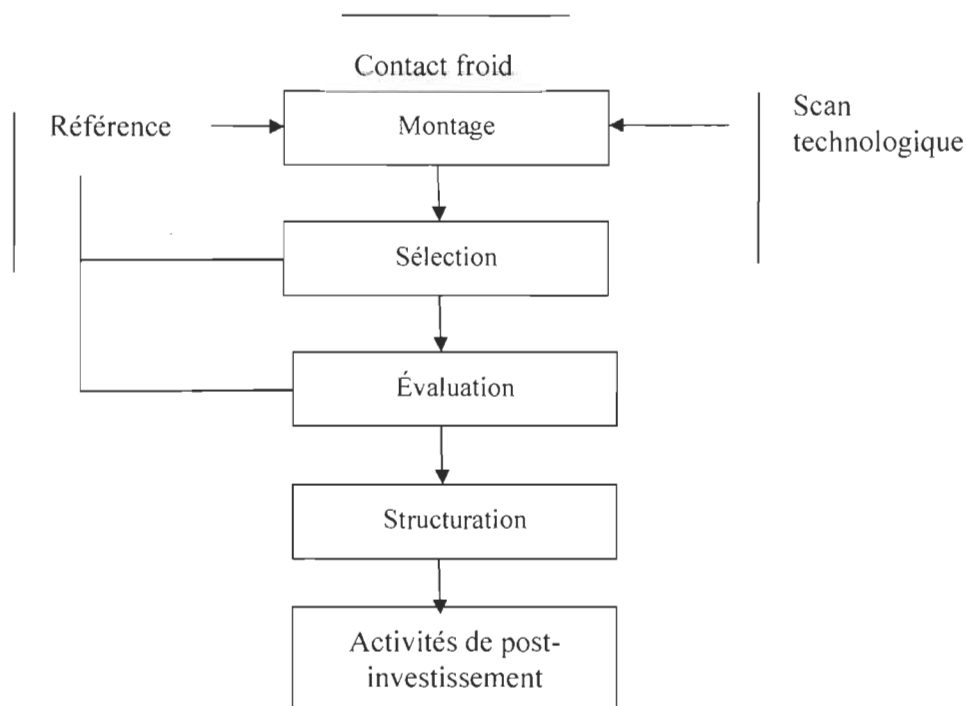 Contact froid
Référence
Montage
Scan
technologique
Sélection
Évaluation
Structuration
Activités de post-
investissement